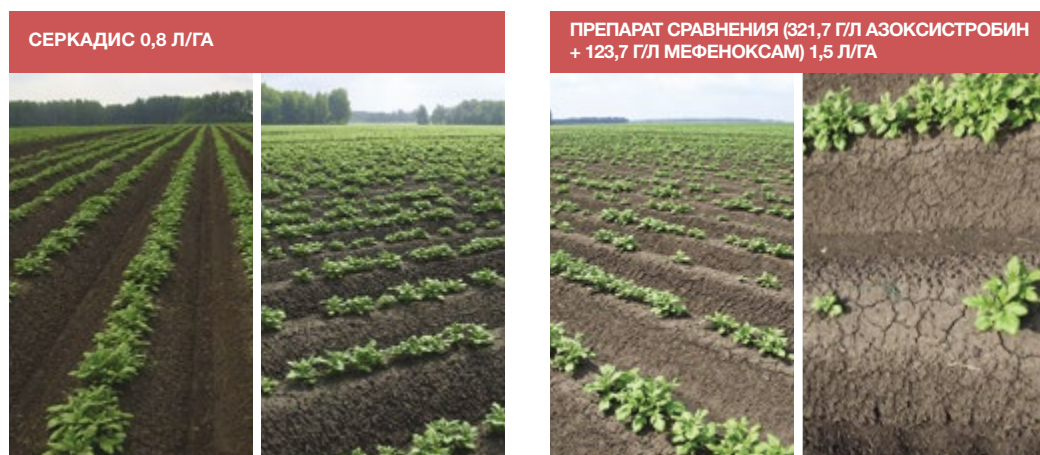 СЕРКАДИС 0,8 Л/ГА
ПРЕПАРАТ СРАВНЕНИЯ (321,7 Г/Л АЗОКСИСТРОБИН
+ 123,7 Г/Л МЕФЕНОКСАМ) 1,5 Л/ГА